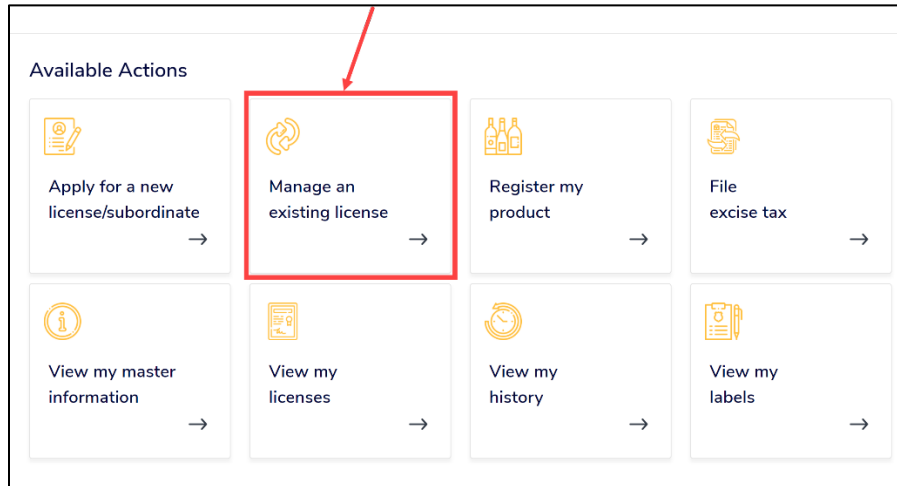 Available Actions
Apply for a new
license/subordinate
Manage an
existing license
Register my
product
File
excise tax
View my master
information
View my
licenses
View my
history
View my
labels